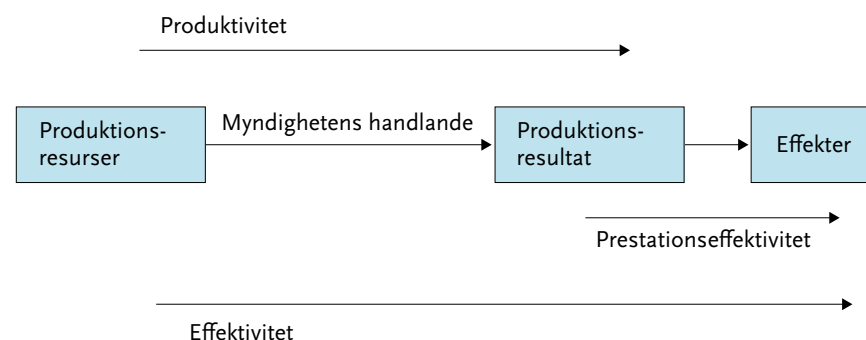 Produktivitet
Produktions-
resurser
Myndighetens handlande
Produktions-
resultat
Effekter
Prestationseffektivitet
Effektivitet